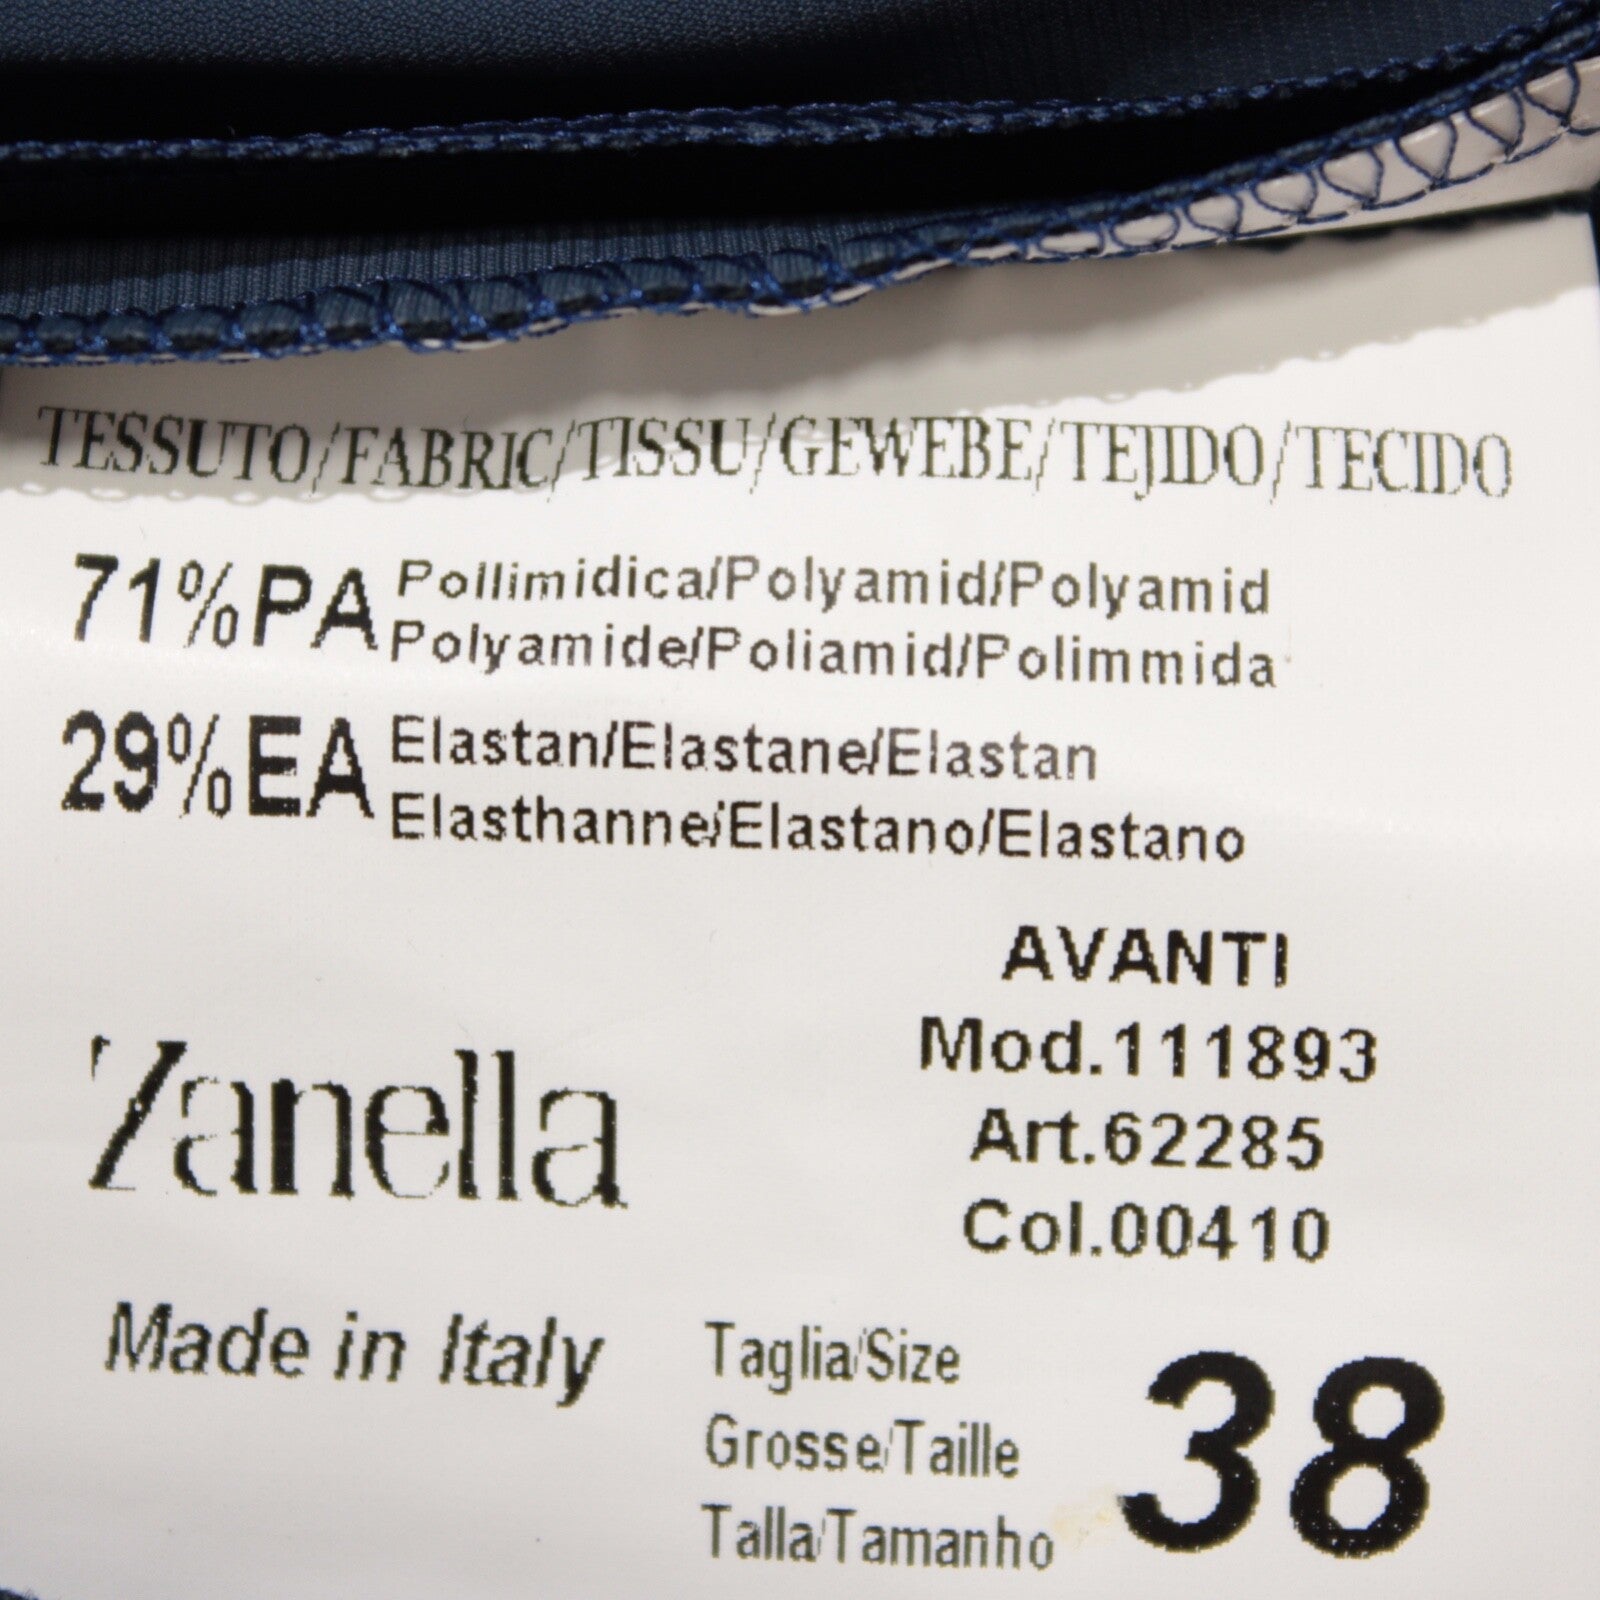 TESSUTO/FABRIC/TISSU/GEWEBE/TEJIDO/TECIDO
71%PA Pollimidica/Polyamid/Polyamid
Polyamide/Poliamid/Polimmida
29%EA Elastan/Elastane/Elastan
Elasthanne/Elastano/Elastano
AVANTI
Mod.111893
Art.62285
Col.00410
Zanella
Made in Italy
Taglia/Size
Grosse/Taille
Talla/Tamanho
38